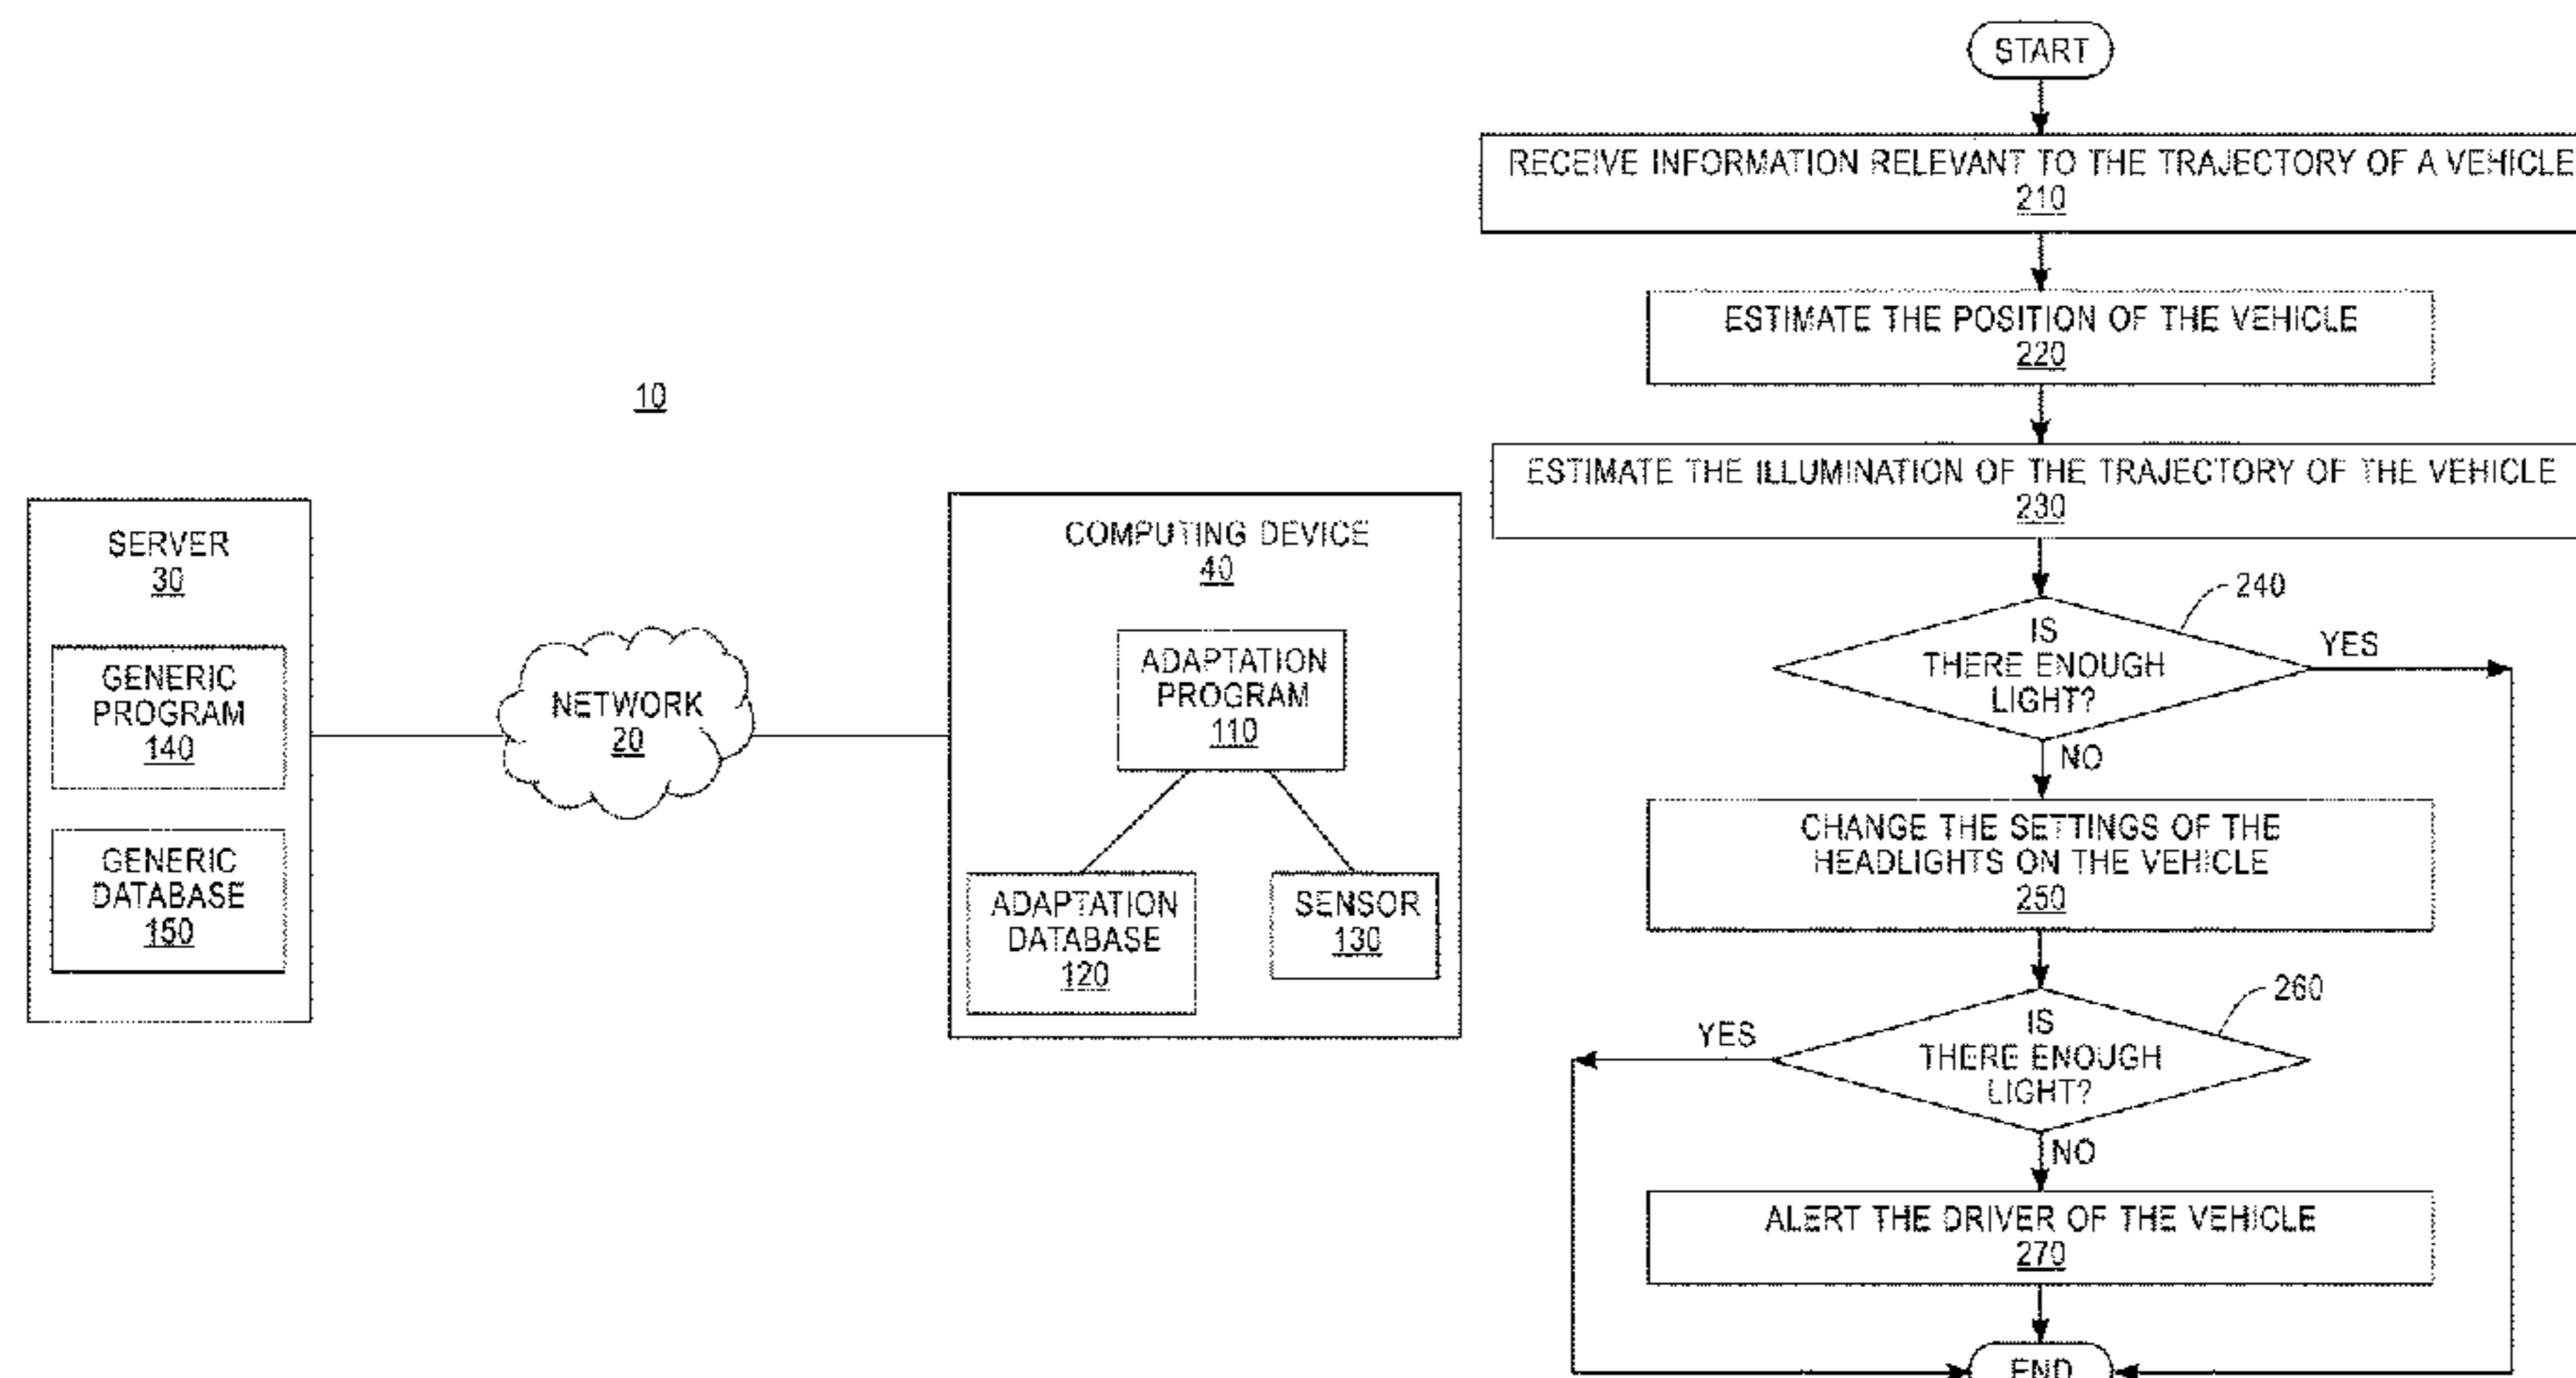 10
SERVER
30
GENERIC
PROGRAM
140
GENERIC
DATABASE
150
NETWORK
20
COMPUTING DEVICE
40
ADAPTATION
PROGRAM
110
ADAPTATION
DATABASE
120
SENSOR
130
START
RECEIVE INFORMATION RELEVANT TO THE TRAJECTORY OF A VEHICLE
210
ESTIMATE THE POSITION OF THE VEHICLE
220
ESTIMATE THE ILLUMINATION OF THE TRAJECTORY OF THE VEHICLE
230
240
IS
THERE ENOUGH
LIGHT?
YES
NO
CHANGE THE SETTINGS OF THE
HEADLIGHTS ON THE VEHICLE
250
260
IS
THERE ENOUGH
LIGHT?
YES
NO
ALERT THE DRIVER OF THE VEHICLE
270
END